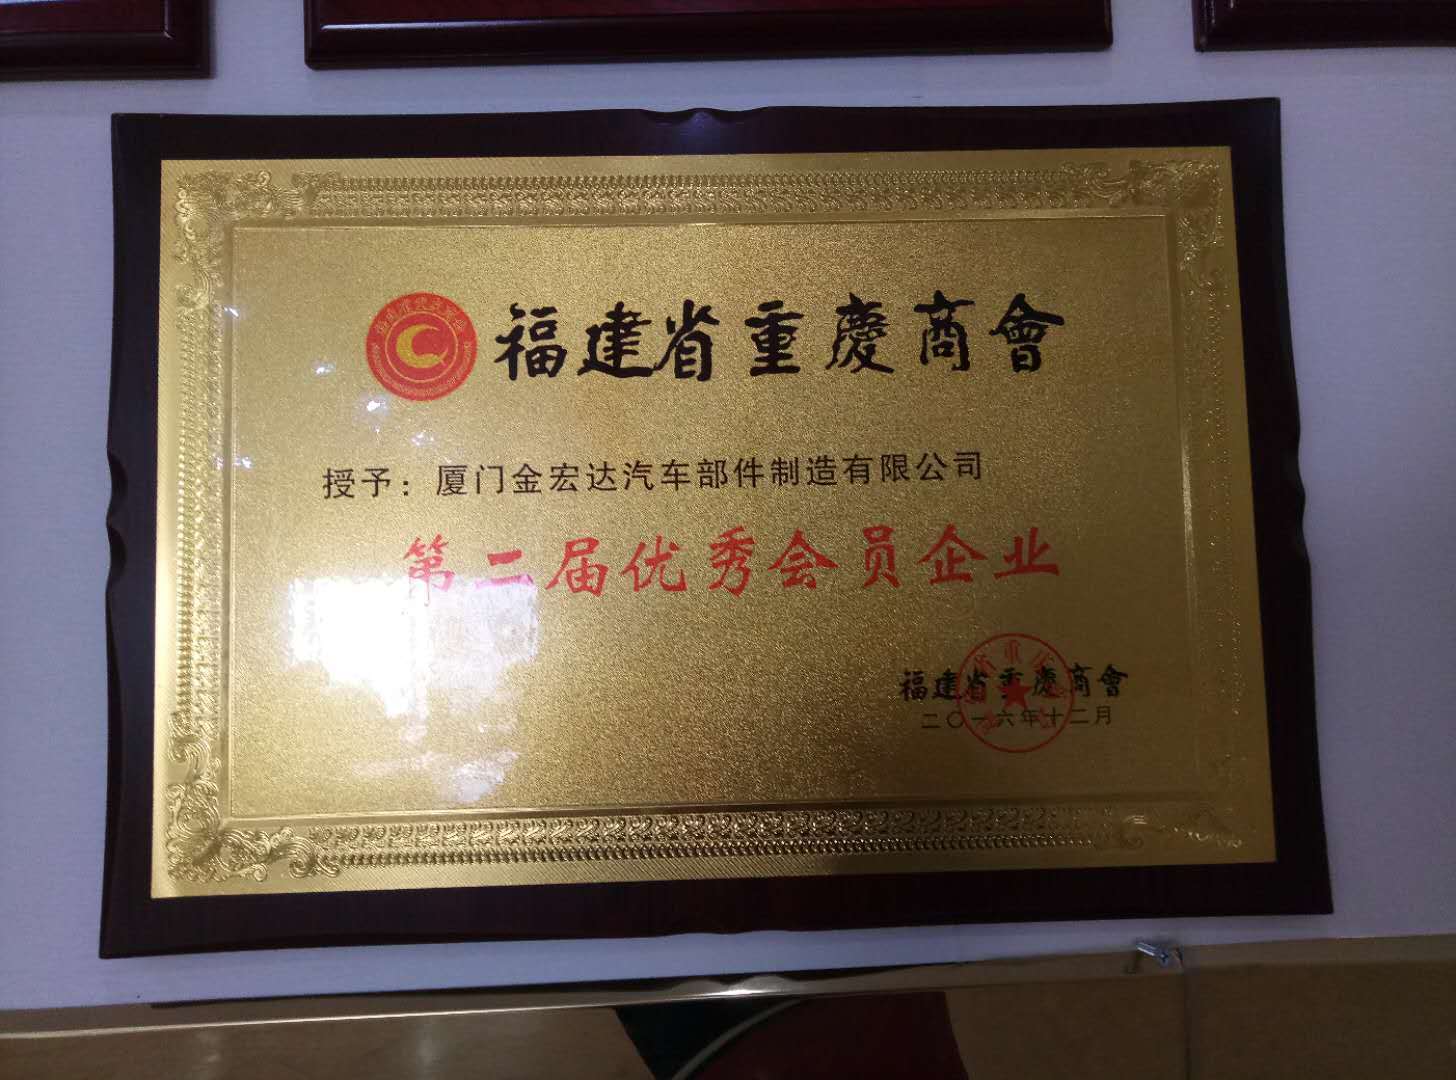 福建省重慶商會
授予：厦门金宏达汽车部件制造有限公司
第二届优秀会员企业
福建省重慶商會
二〇一六年十二月